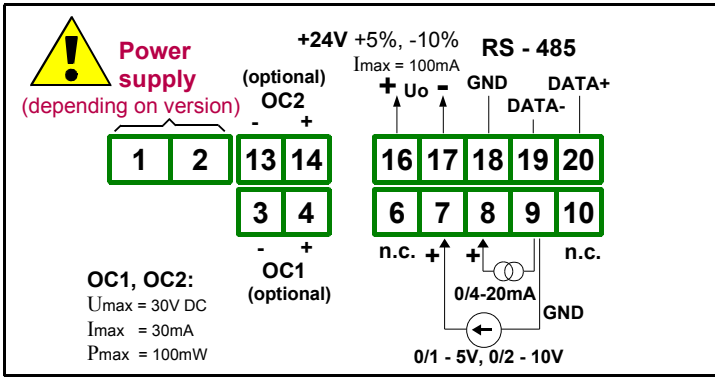 Power
supply
(depending on version)
(optional)
OC2
- +
+24V +5%, -10%
Imax = 100mA
+ Uo -
RS - 485
GND
DATA-
DATA+
1 2 13 14 16 17 18 19 20
3 4 6 7 8 9 10
- +
OC1
(optional)
n.c. + + n.c.
0/4-20mA
GND
0/1 - 5V, 0/2 - 10V
OC1, OC2:
Umax = 30V DC
Imax = 30mA
Pmax = 100mW